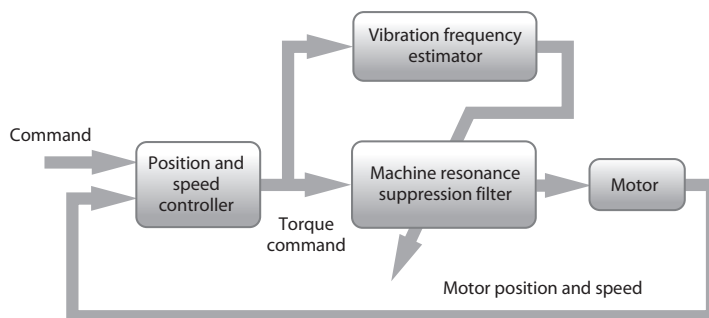 Vibration frequency
estimator
Command
Position and
speed
controller
Machine resonance
suppression filter
Motor
Torque
command
Motor position and speed